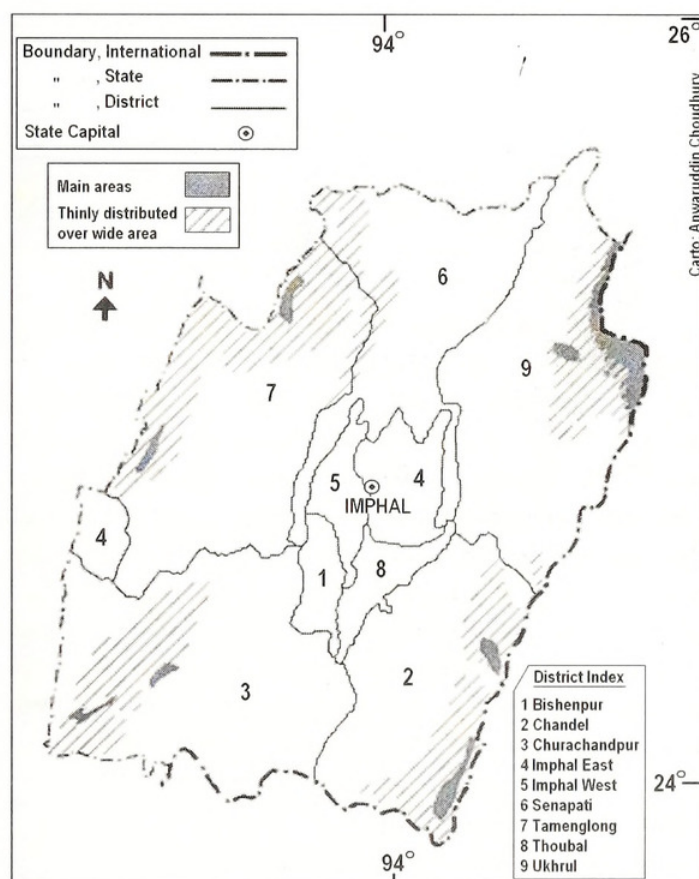 94°
26°
Boundary, International
" , State
" , District
State Capital
Carto: Anwaruddin Choudhury
Main areas
Thinly distributed
over wide area
N
6
7
9
5
4
IMPHAL
4
1
8
3
2
District Index
1 Bishenpur
2 Chandel
3 Churachandpur
4 Imphal East
5 Imphal West
6 Senapati
7 Tamenglong
8 Thoubal
9 Ukhrul
24°
94°